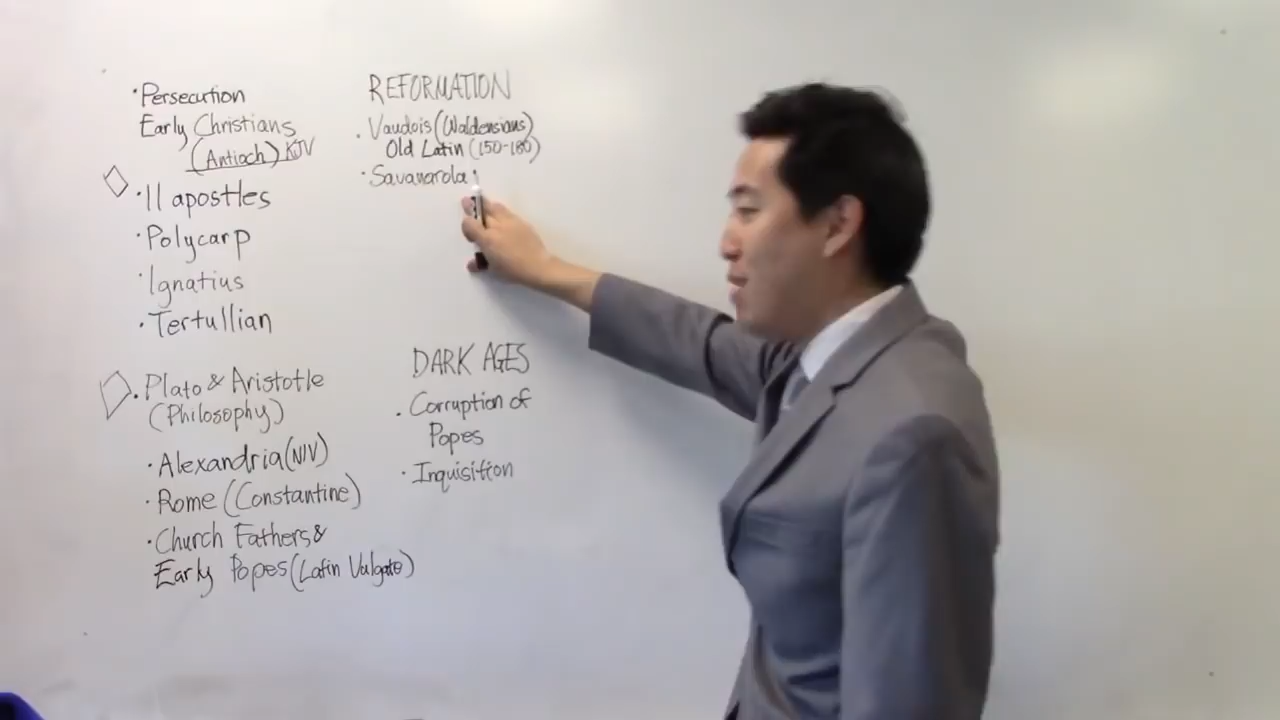 ·Persecution
Early Christians
(Antioch) KJV
·11 apostles
·Polycarp
·Ignatius
·Tertullian
·Plato & Aristotle
(Philosophy)
·Alexandria (NIV)
·Rome (Constantine)
·Church Fathers &
Early Popes (Latin Vulgate)
REFORMATION
·Vaudois (Waldensians)
Old Latin (150-180)
·Savanarola
DARK AGES
·Corruption of
Popes
·Inquisition